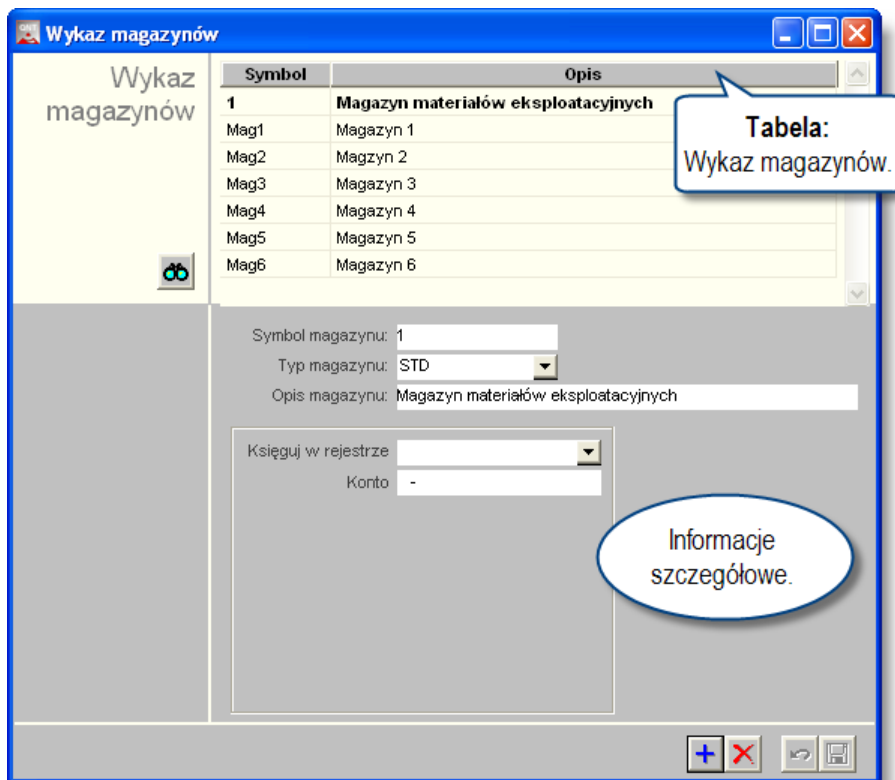 Wykaz magazynów
Wykaz
magazynów
Symbol Opis
1 Magazyn materiałów eksploatacyjnych
Mag1 Magazyn 1
Mag2 Magzyn 2
Mag3 Magazyn 3
Mag4 Magazyn 4
Mag5 Magazyn 5
Mag6 Magazyn 6
Tabela:
Wykaz magazynów.
Symbol magazynu: 1
Typ magazynu: STD
Opis magazynu: Magazyn materiałów eksploatacyjnych
Księguj w rejestrze
Konto -
Informacje
szczegółowe.